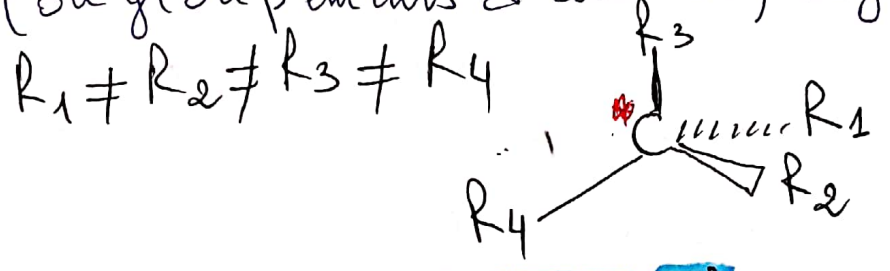 R3
R1 ≠ R2 ≠ R3 ≠ R4
* C R1
R2
R4